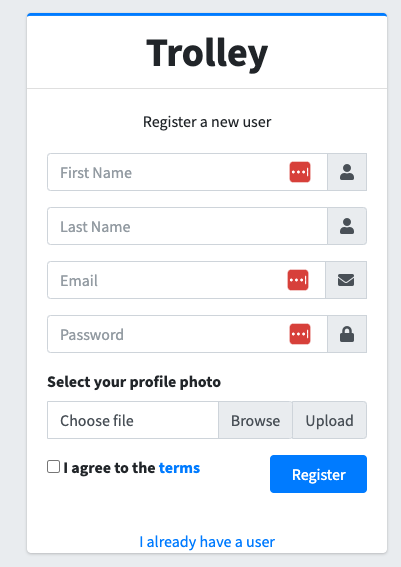 Trolley
Register a new user
First Name
Last Name
Email
Password
Select your profile photo
Choose file Browse Upload
I agree to the terms Register
I already have a user